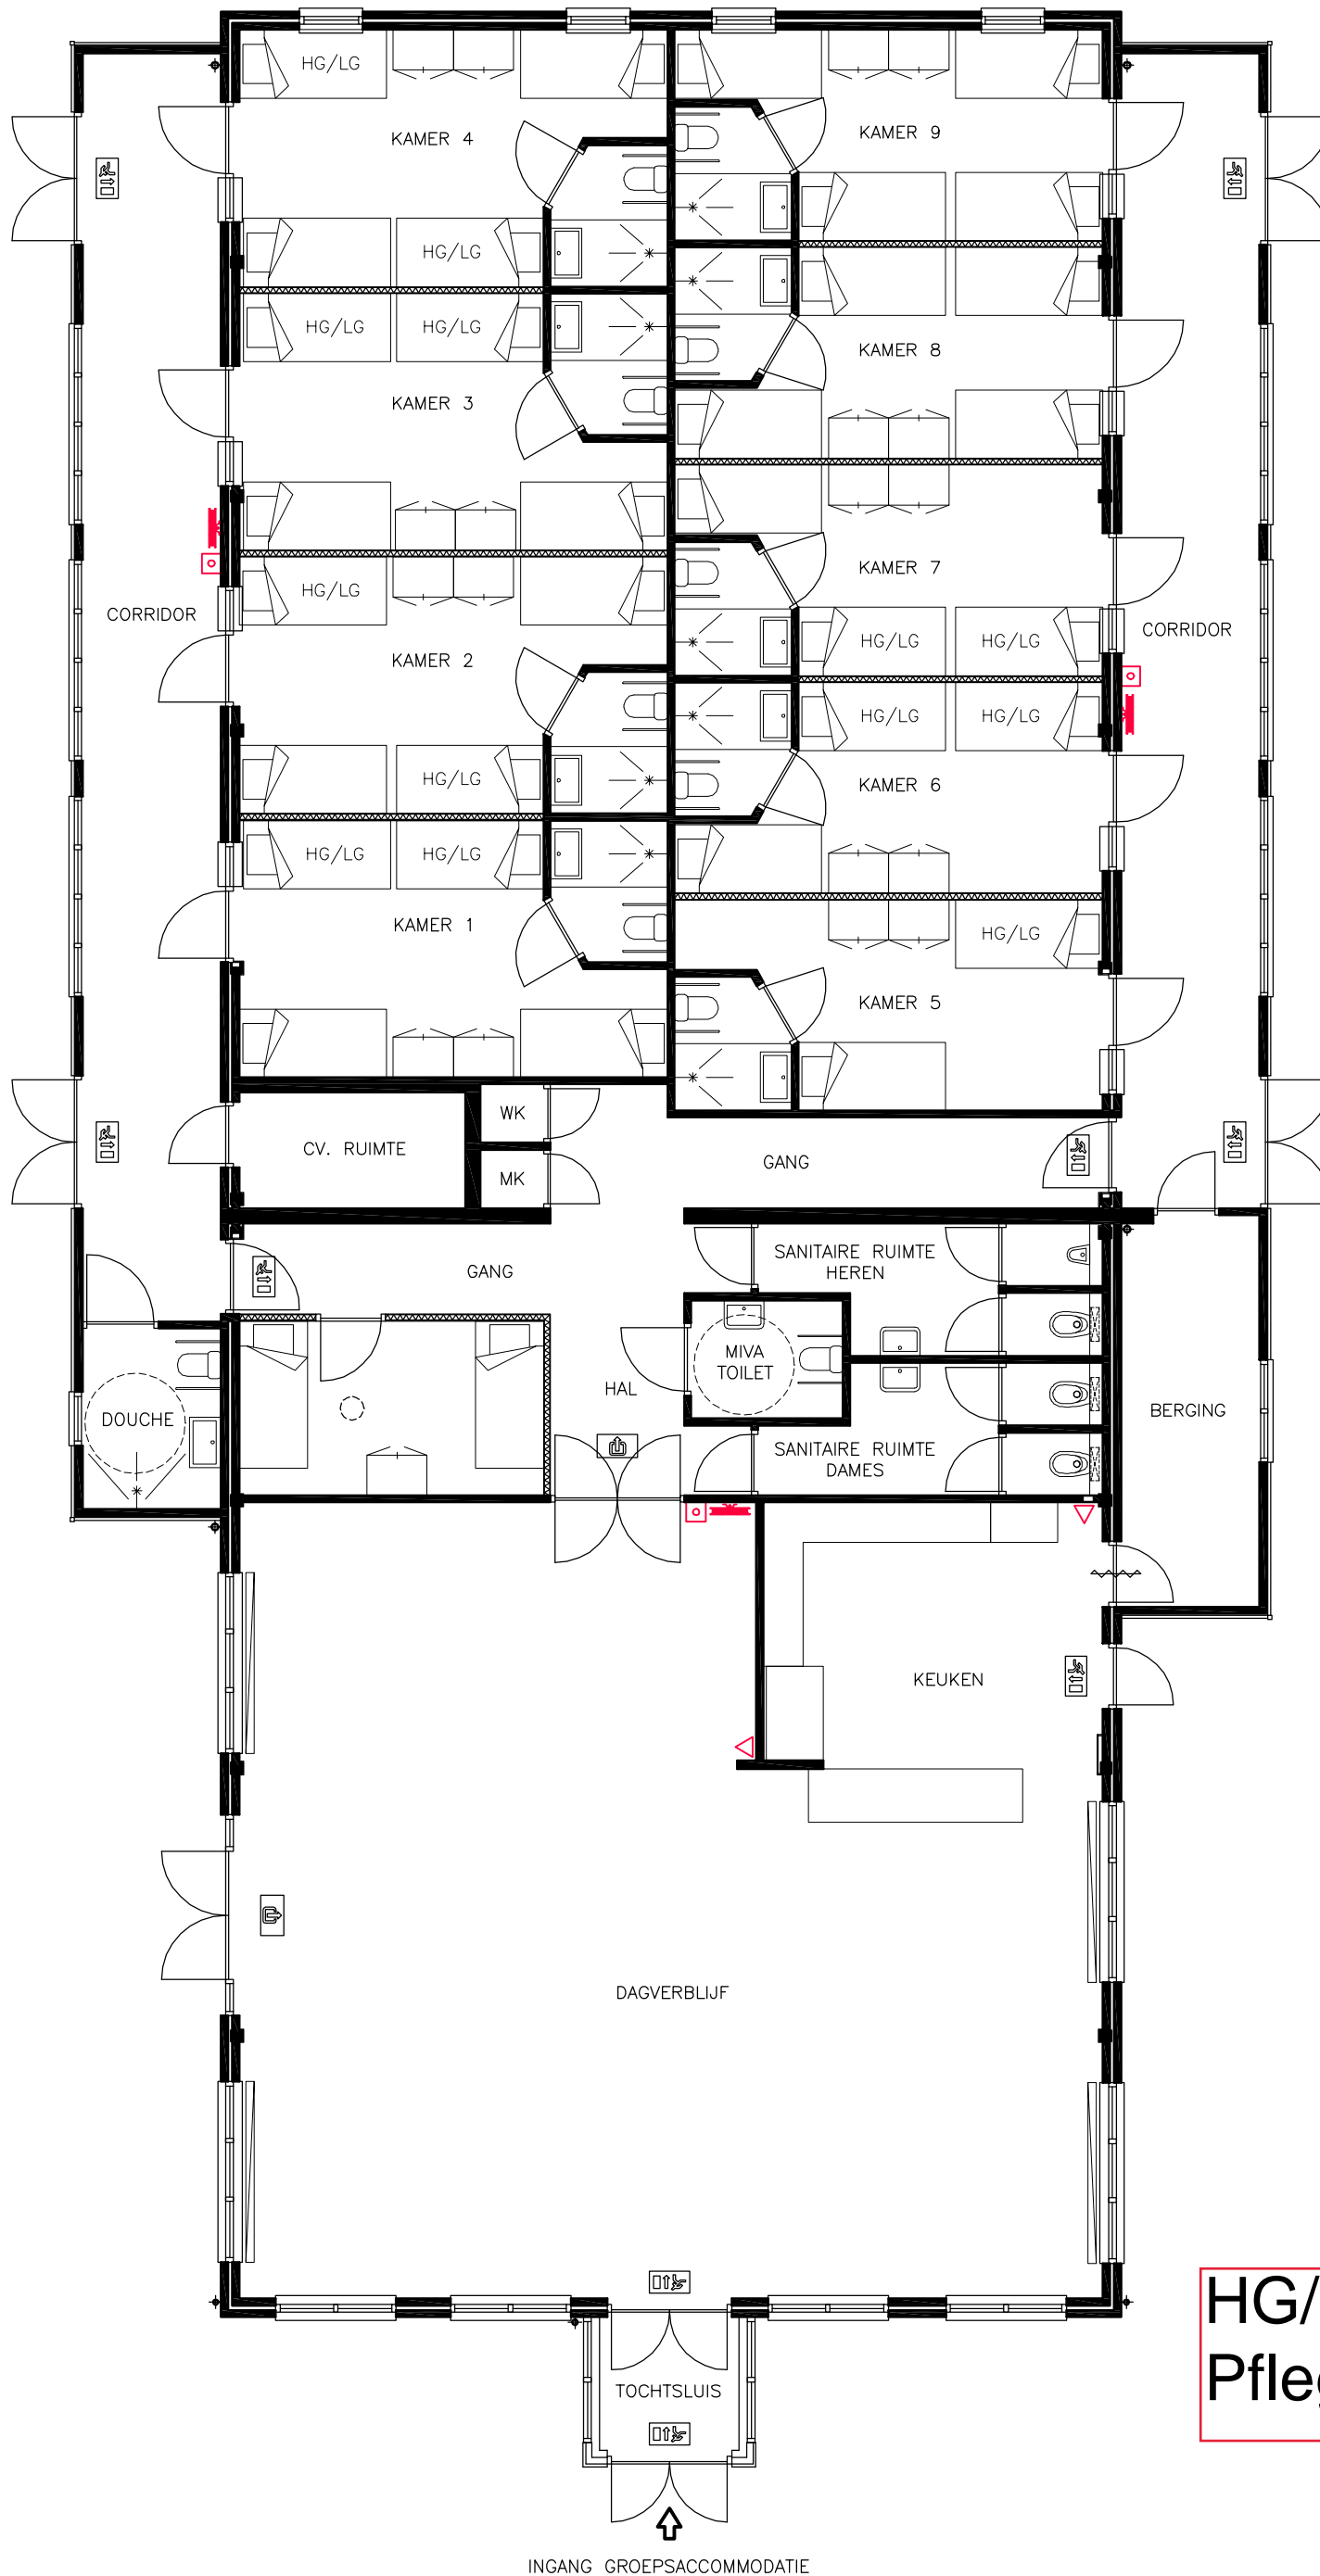 HG/LG
KAMER 4
KAMER 9
HG/LG
HG/LG
HG/LG
KAMER 8
KAMER 3
KAMER 7
HG/LG
CORRIDOR
CORRIDOR
HG/LG
HG/LG
KAMER 2
HG/LG
HG/LG
HG/LG
KAMER 6
HG/LG
HG/LG
KAMER 1
HG/LG
KAMER 5
WK
CV. RUIMTE
GANG
MK
SANITAIRE RUIMTE
HEREN
GANG
MIVA
TOILET
HAL
DOUCHE
BERGING
SANITAIRE RUIMTE
DAMES
KEUKEN
DAGVERBLIJF
HG/
TOCHTSLUIS
INGANG GROEPSACCOMMODATIE